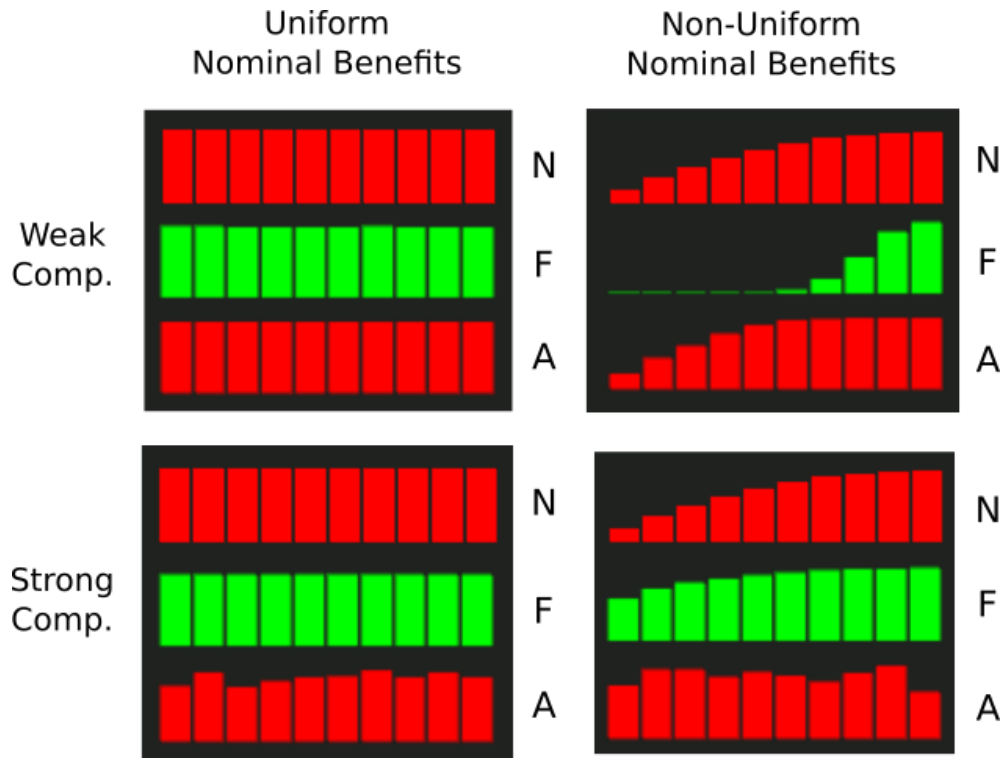 Uniform
Nominal Benefits
Non-Uniform
Nominal Benefits
Weak
Comp.
N
F
A
N
F
A
Strong
Comp.
N
F
A
N
F
A